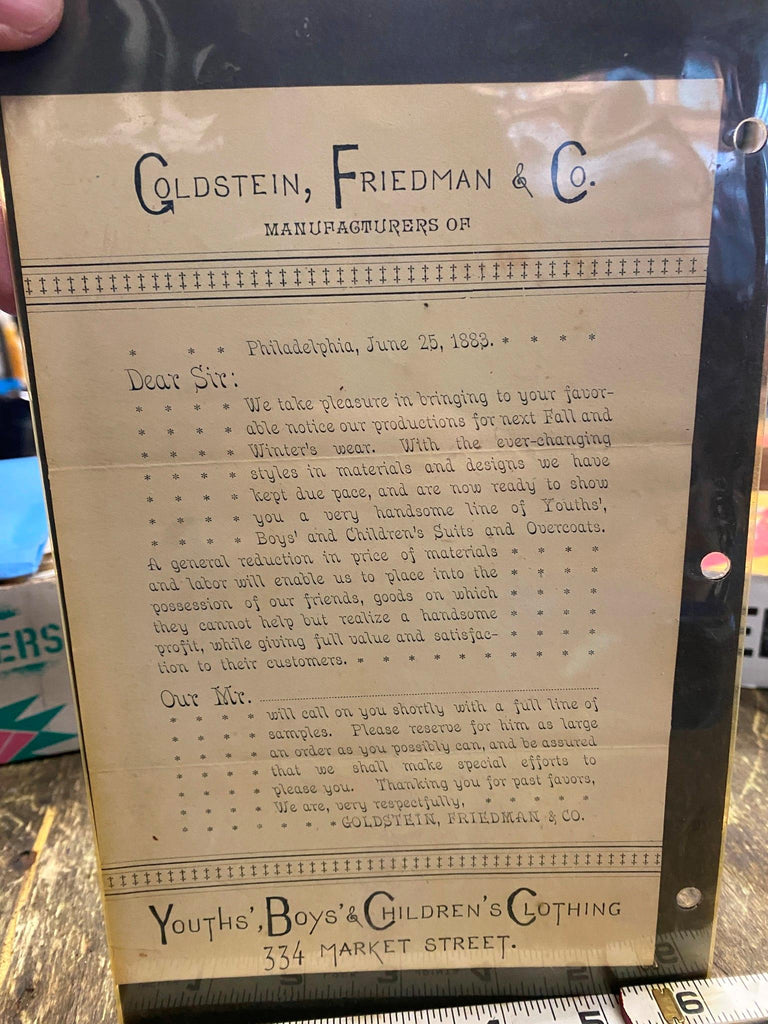 GOLDSTEIN, FRIEDMAN & CO.
MANUFACTURERS OF
* * * Philadelphia, June 25, 1883. * * * *
Dear Sir:
* * * * We take pleasure in bringing to your favor-
* * * * able notice our productions for next Fall and
* * * * Winter's wear. With the ever-changing
* * * * styles in materials and designs we have
* * * * kept due pace, and are now ready to show
* * * * you a very handsome line of Youths',
* * * * Boys' and Children's Suits and Overcoats.
A general reduction in price of materials * * * *
and labor will enable us to place into the * * * *
possession of our friends, goods on which * * * *
they cannot help but realize a handsome * * * *
profit, while giving full value and satisfac- * * * *
tion to their customers. * * * * * * * * * *
Our Mr.
* * * * will call on you shortly with a full line of
* * * * samples. Please reserve for him as large
* * * * an order as you possibly can, and be assured
* * * * that we shall make special efforts to
* * * * please you. Thanking you for past favors,
* * * * We are, very respectfully, * * * * *
* * * * * * * GOLDSTEIN, FRIEDMAN & CO.
YOUTHS', BOYS' & CHILDREN'S CLOTHING
334 MARKET STREET.
ERS
5
6